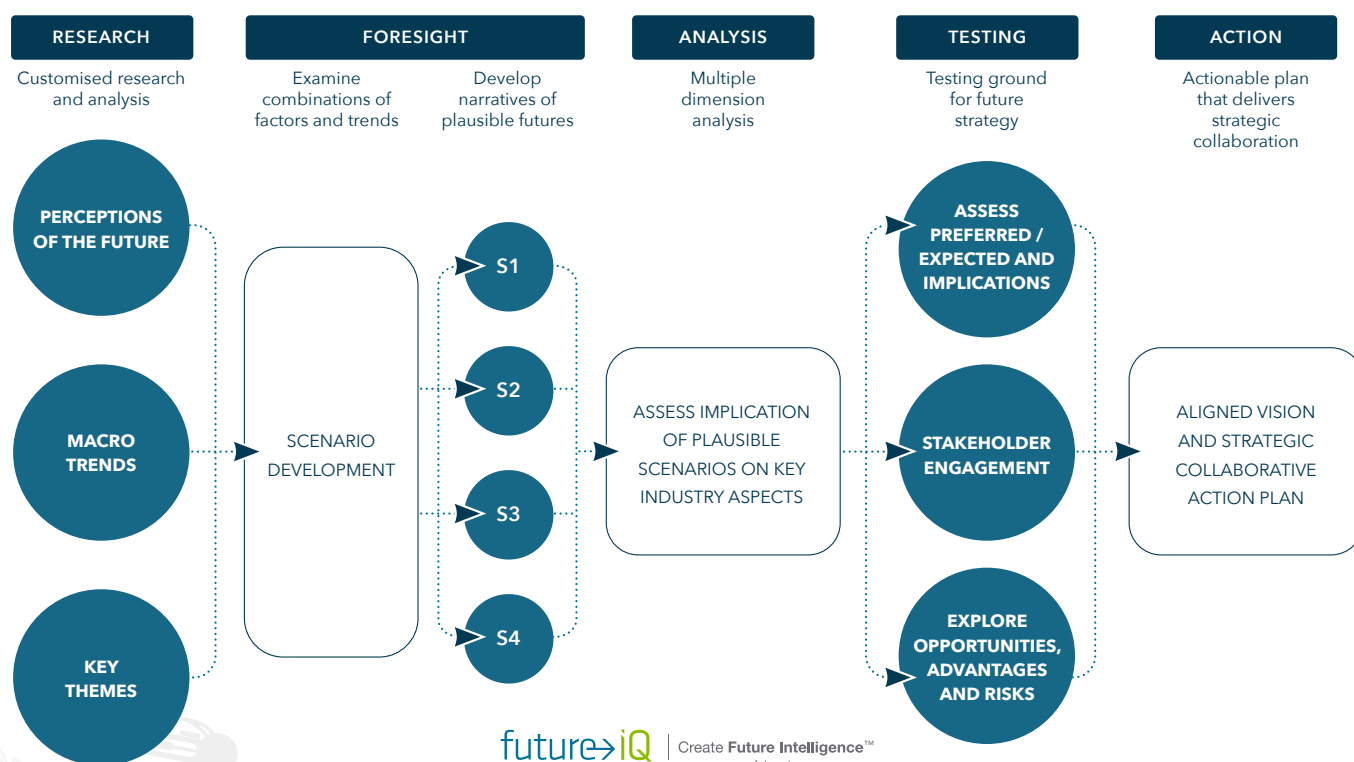 RESEARCH
FORESIGHT
ANALYSIS
TESTING
ACTION
Customised research
and analysis
Examine
combinations of
factors and trends
Develop
narratives of
plausible futures
Multiple
dimension
analysis
Testing ground
for future
strategy
Actionable plan
that delivers
strategic
collaboration
PERCEPTIONS
OF THE FUTURE
MACRO
TRENDS
KEY
THEMES
SCENARIO
DEVELOPMENT
S1
S2
S3
S4
ASSESS IMPLICATION
OF PLAUSIBLE
SCENARIOS ON KEY
INDUSTRY ASPECTS
ASSESS
PREFERRED /
EXPECTED AND
IMPLICATIONS
STAKEHOLDER
ENGAGEMENT
EXPLORE
OPPORTUNITIES,
ADVANTAGES
AND RISKS
ALIGNED VISION
AND STRATEGIC
COLLABORATIVE
ACTION PLAN
future→iQ
Create Future Intelligence™